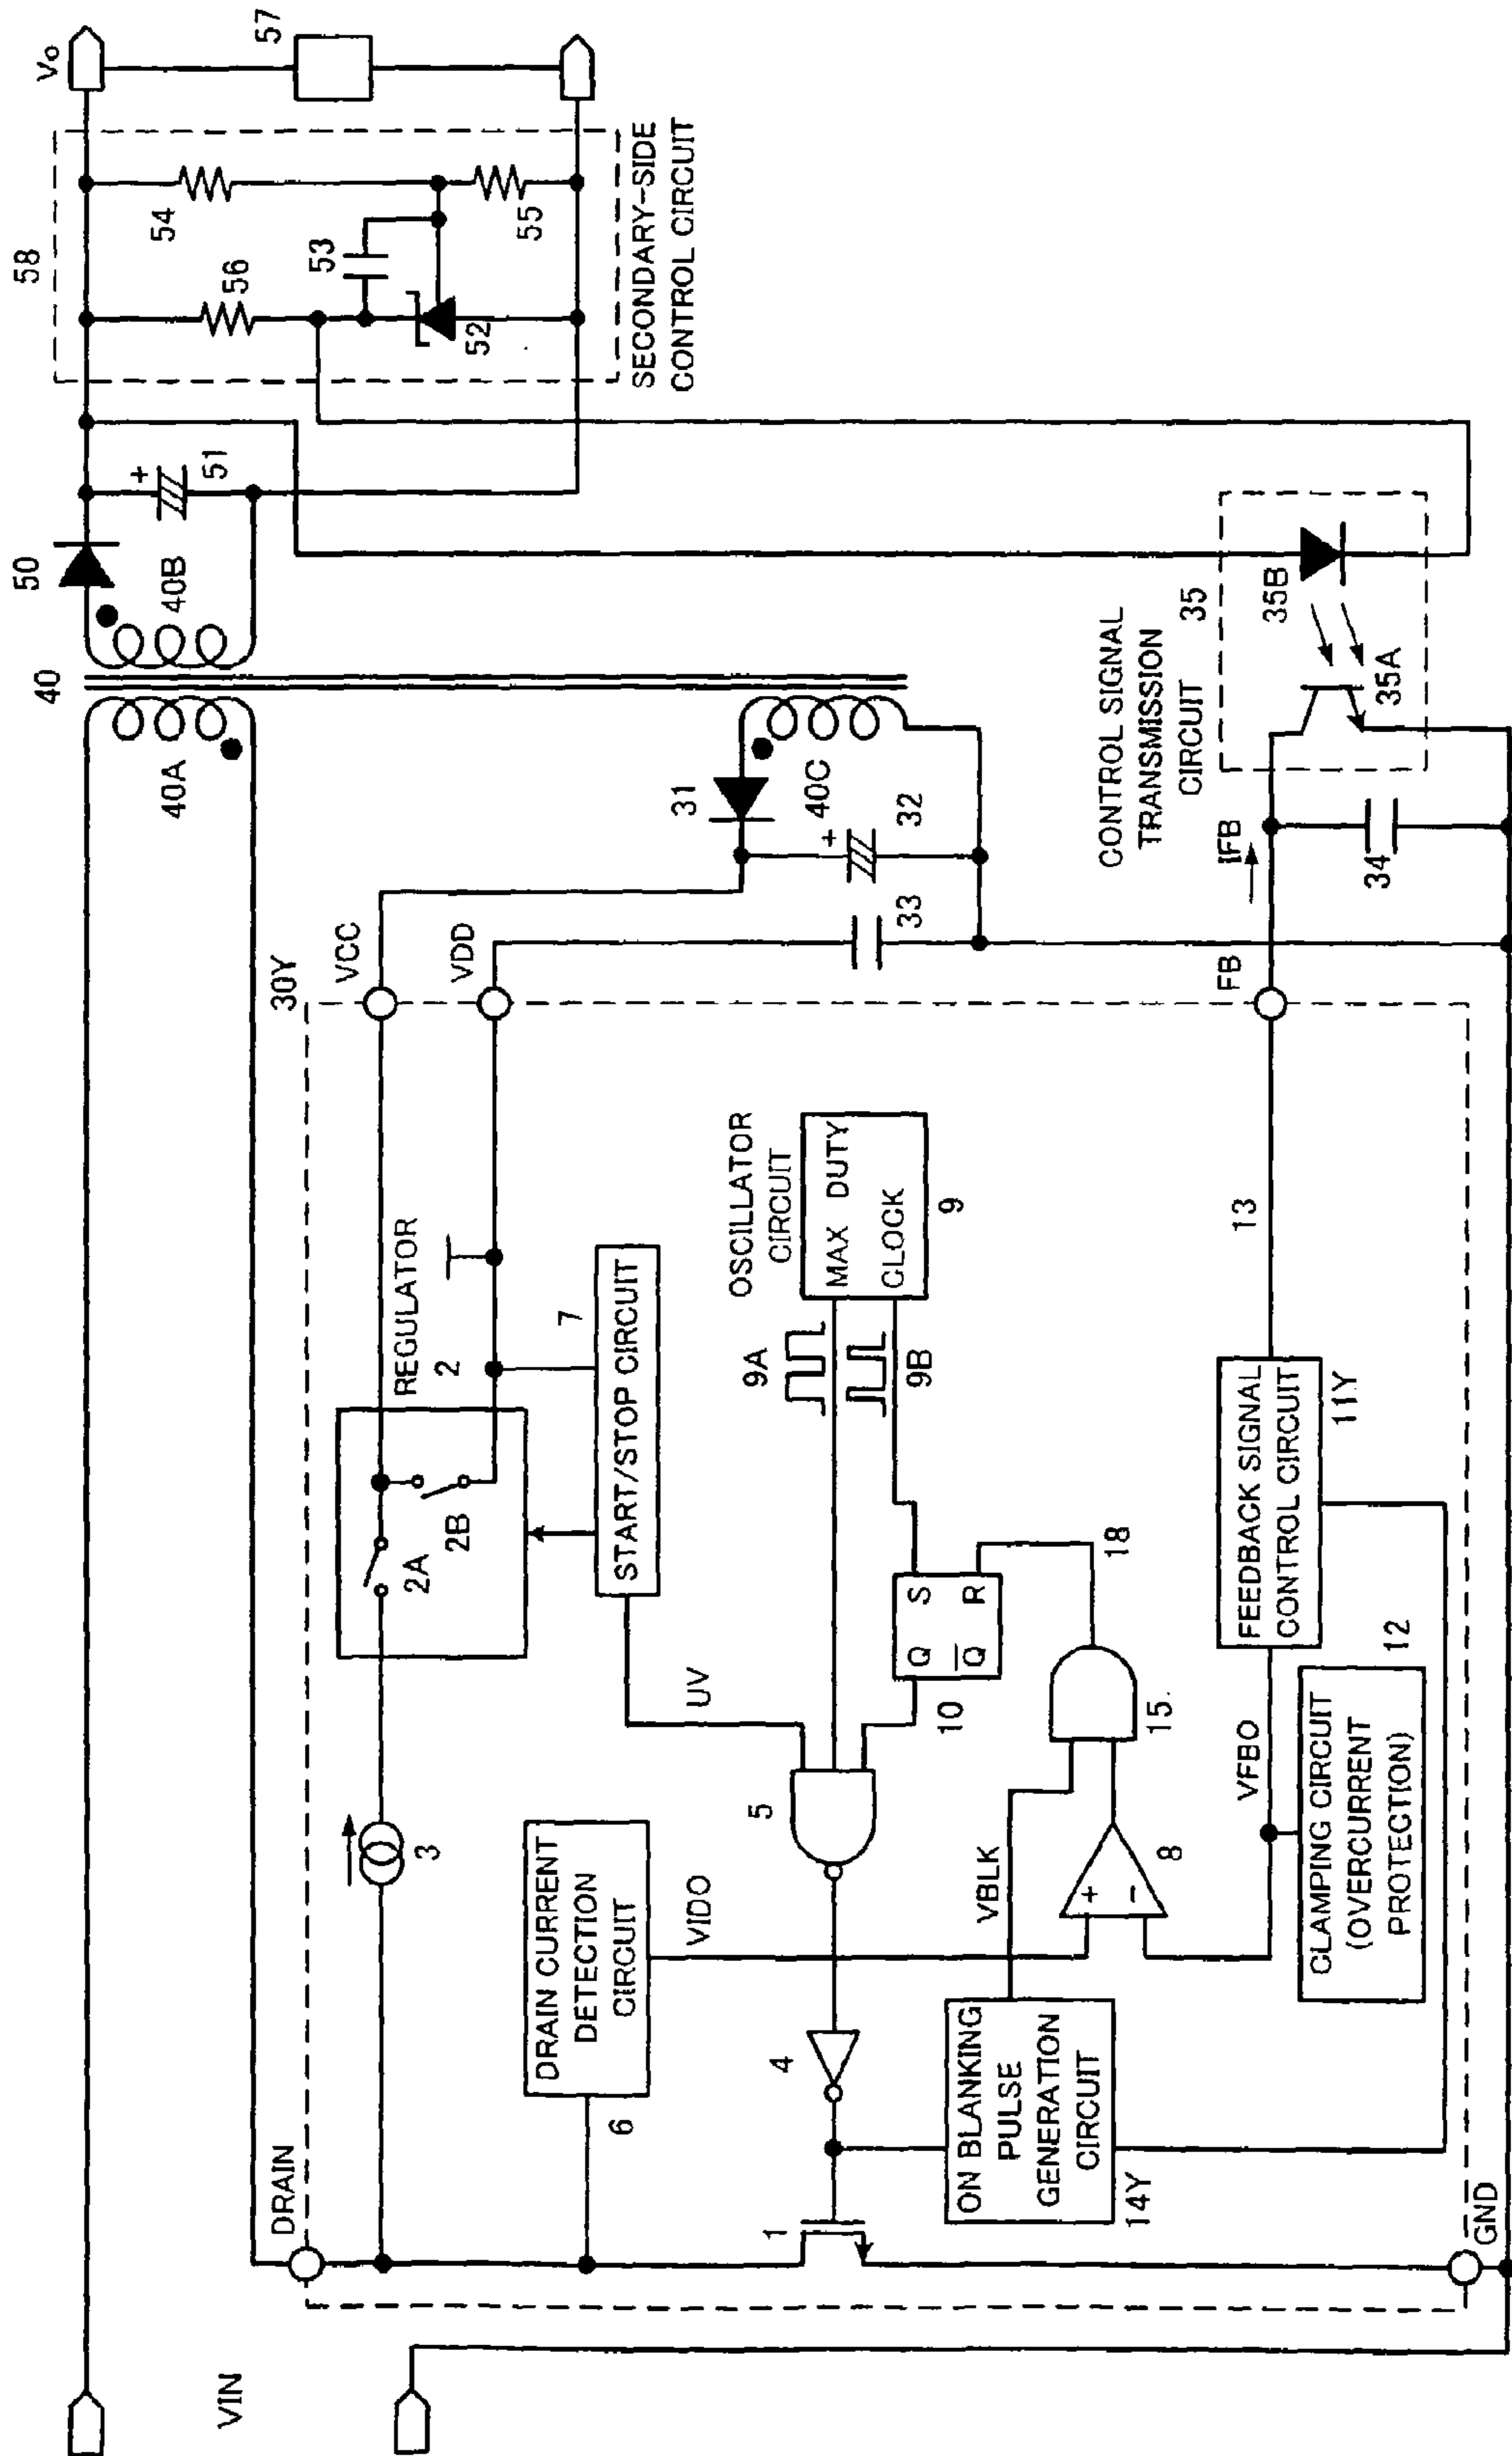 VIN
DRAIN
GND
40
40A
40B
40C
50
51
+
58
56
54
53
52
55
Vo
57
SECONDARY-SIDE
CONTROL CIRCUIT
30Y
VCC
VDD
31
32
+
33
3
REGULATOR
2
2A
2B
7
START/STOP CIRCUIT
UV
DRAIN CURRENT
DETECTION
CIRCUIT
6
VIDO
OSCILLATOR
CIRCUIT
MAX DUTY
CLOCK
9
9A
9B
1
4
5
10
Q
S
Q
R
18
15
VBLK
8
+
−
ON BLANKING
PULSE
GENERATION
CIRCUIT
14Y
VFBO
CLAMPING CIRCUIT
(OVERCURRENT
PROTECTION)
12
FEEDBACK SIGNAL
CONTROL CIRCUIT
11Y
13
FB
IFB
34
CONTROL SIGNAL
TRANSMISSION
CIRCUIT
35
35A
35B